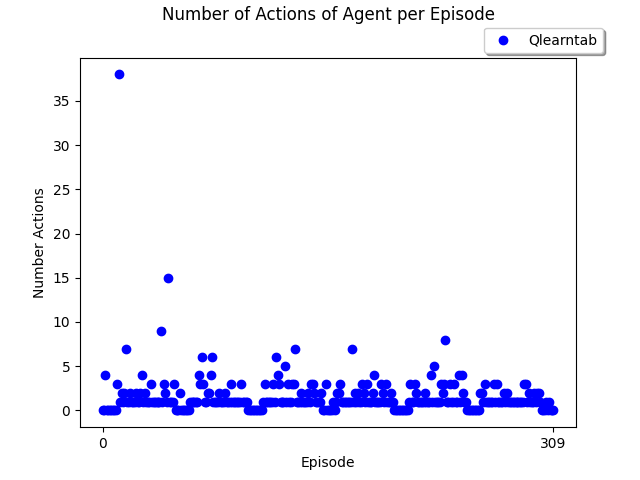 Number of Actions of Agent per Episode
Qlearntab
35
30
25
20
15
10
5
0
Number Actions
0 309
Episode